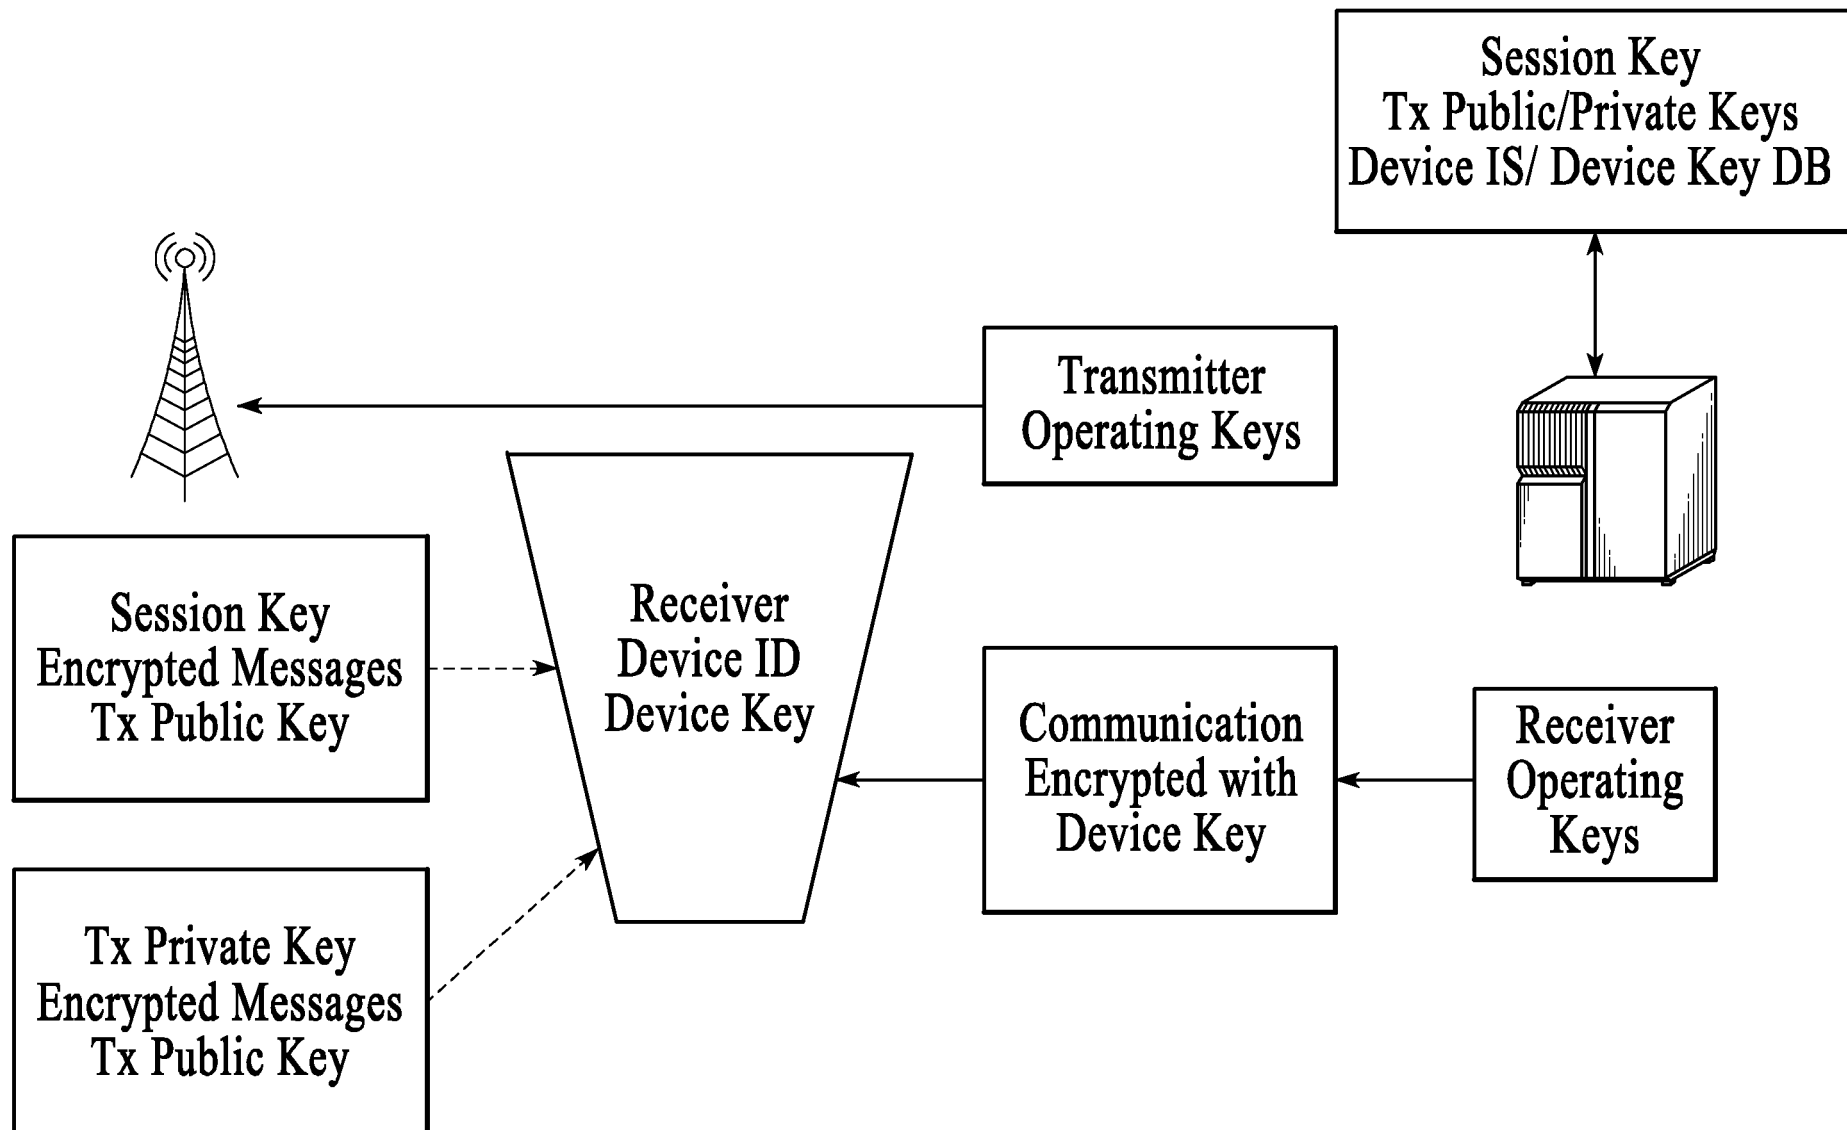 Session Key
Tx Public/Private Keys
Device IS/ Device Key DB
Transmitter
Operating Keys
Session Key
Encrypted Messages
Tx Public Key
Receiver
Device ID
Device Key
Communication
Encrypted with
Device Key
Receiver
Operating
Keys
Tx Private Key
Encrypted Messages
Tx Public Key